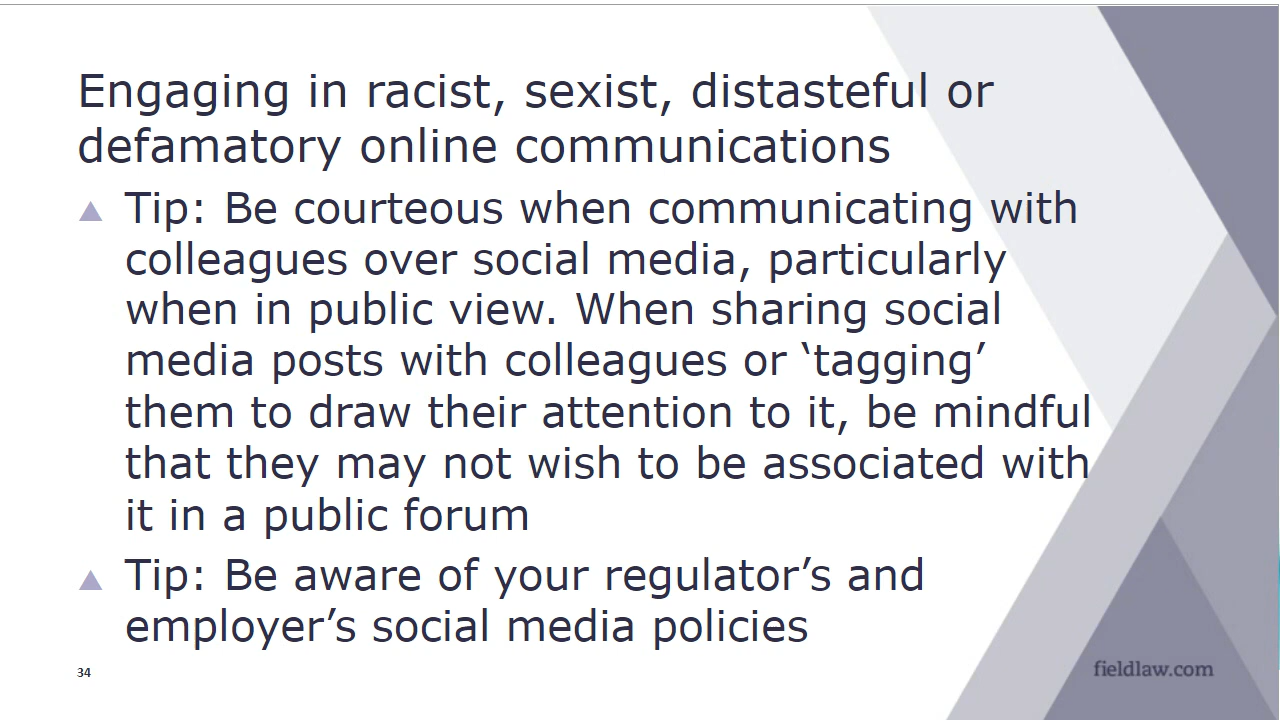 Engaging in racist, sexist, distasteful or
defamatory online communications
Tip: Be courteous when communicating with
colleagues over social media, particularly
when in public view. When sharing social
media posts with colleagues or ‘tagging’
them to draw their attention to it, be mindful
that they may not wish to be associated with
it in a public forum
Tip: Be aware of your regulator’s and
employer’s social media policies
34
fieldlaw.com